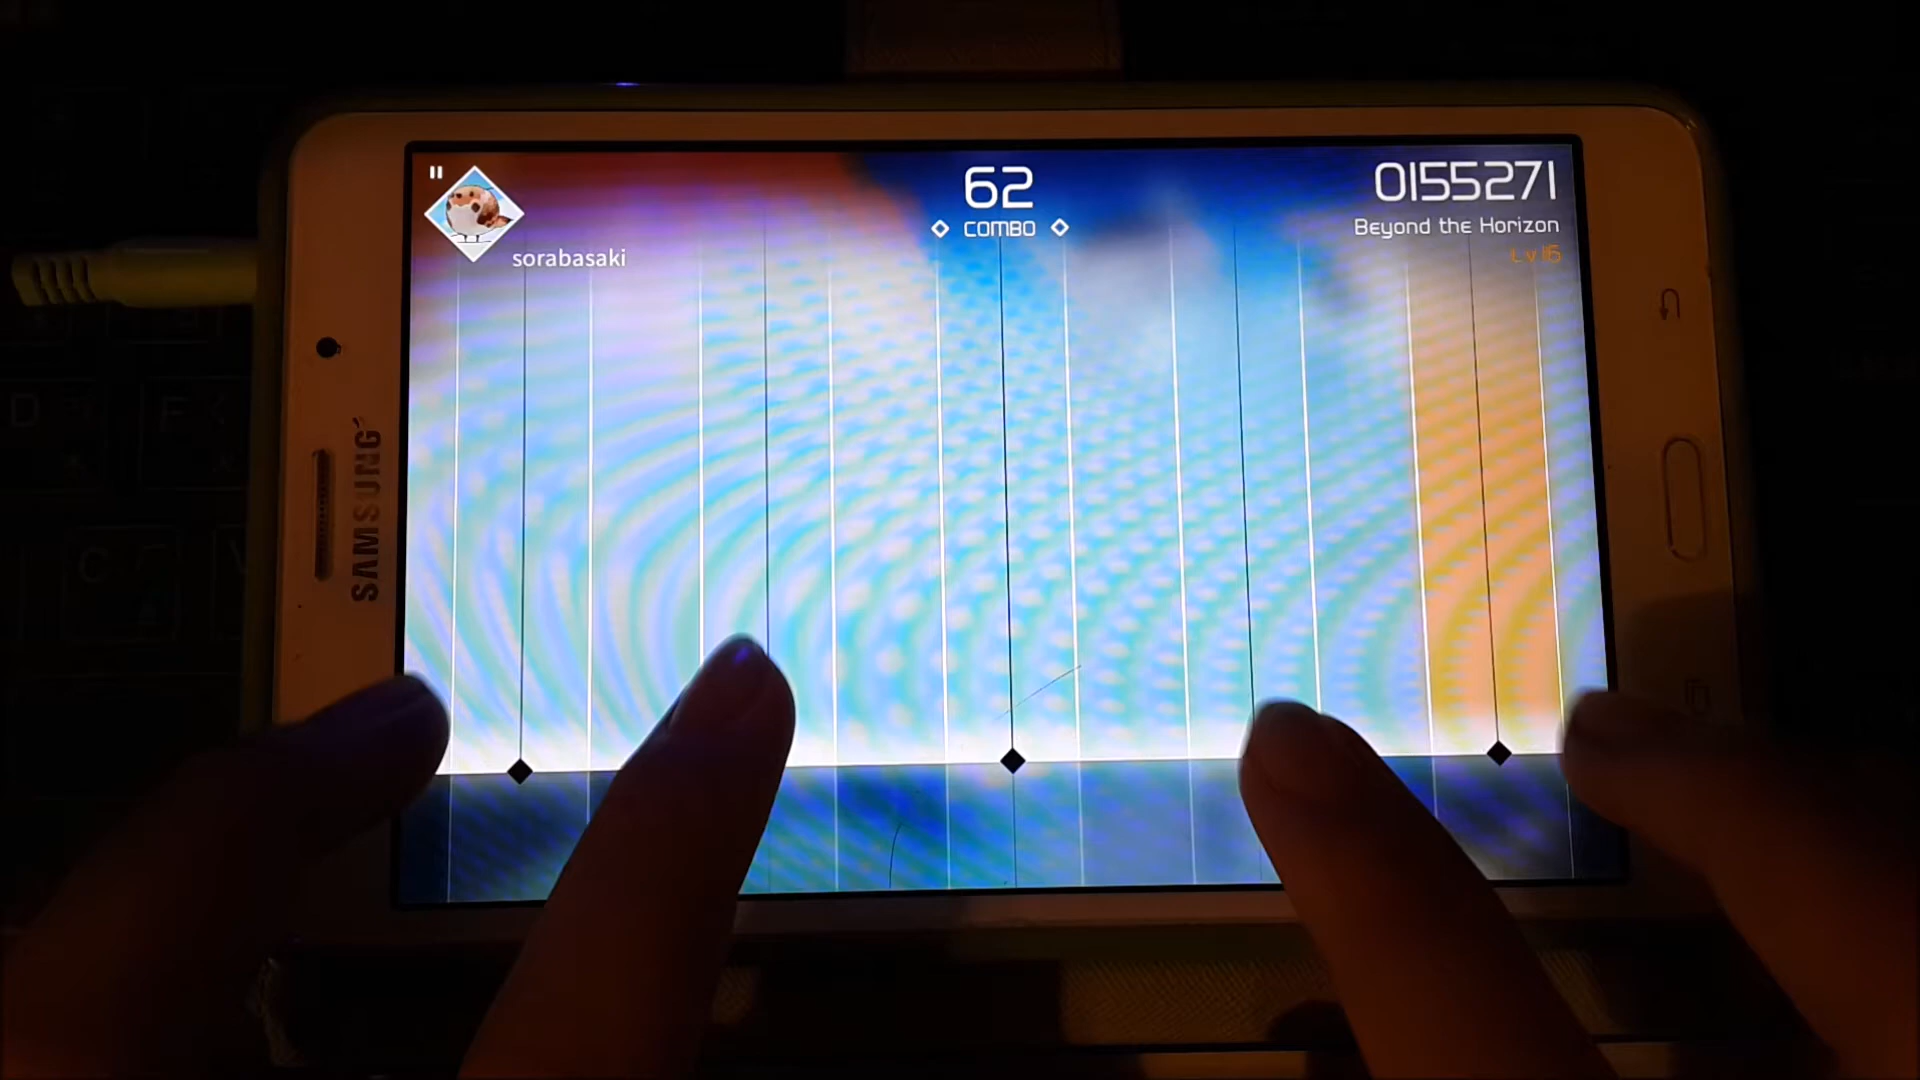 62
COMBO
0155271
Beyond the Horizon
Lv16
sorabasaki
SAMSUNG
D
F
C
V